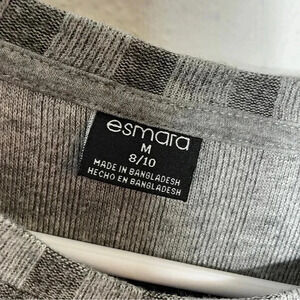 esmara
M
8/10
MADE IN BANGLADESH
HECHO EN BANGLADESH